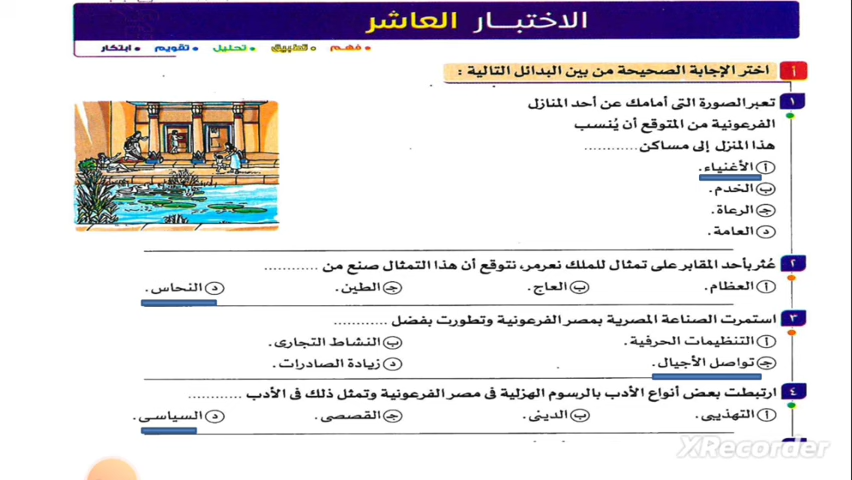 الاختبار العاشر
فهم تطبيق تحليل تقويم ابتكار
أ اختر الإجابة الصحيحة من بين البدائل التالية :
١ تعبر الصورة التى أمامك عن أحد المنازل
الفرعونية من المتوقع أن يُنسب
هذا المنزل إلى مساكن ............
أ الأغنياء.
ب الخدم.
ج الرعاة.
د العامة.
٢ عُثر بأحد المقابر على تمثال للملك نعرمر، نتوقع أن هذا التمثال صنع من ............
أ العظام. ب العاج. ج الطين. د النحاس.
٣ استمرت الصناعة المصرية بمصر الفرعونية وتطورت بفضل ............
أ التنظيمات الحرفية. ب النشاط التجارى.
ج تواصل الأجيال. د زيادة الصادرات.
٤ ارتبطت بعض أنواع الأدب بالرسوم الهزلية فى مصر الفرعونية وتمثل ذلك فى الأدب ............
أ التهذيبى. ب الدينى. ج القصصى. د السياسى.
XRecorder